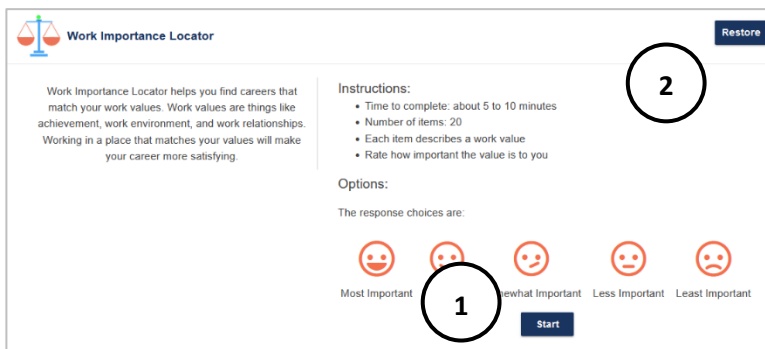 Work Importance Locator
Restore
Work Importance Locator helps you find careers that
match your work values. Work values are things like
achievement, work environment, and work relationships.
Working in a place that matches your values will make
your career more satisfying.
Instructions:
• Time to complete: about 5 to 10 minutes
• Number of items: 20
• Each item describes a work value
• Rate how important the value is to you
2
Options:
The response choices are:
Most Important
Important
Less Important
Least Important
1
Start